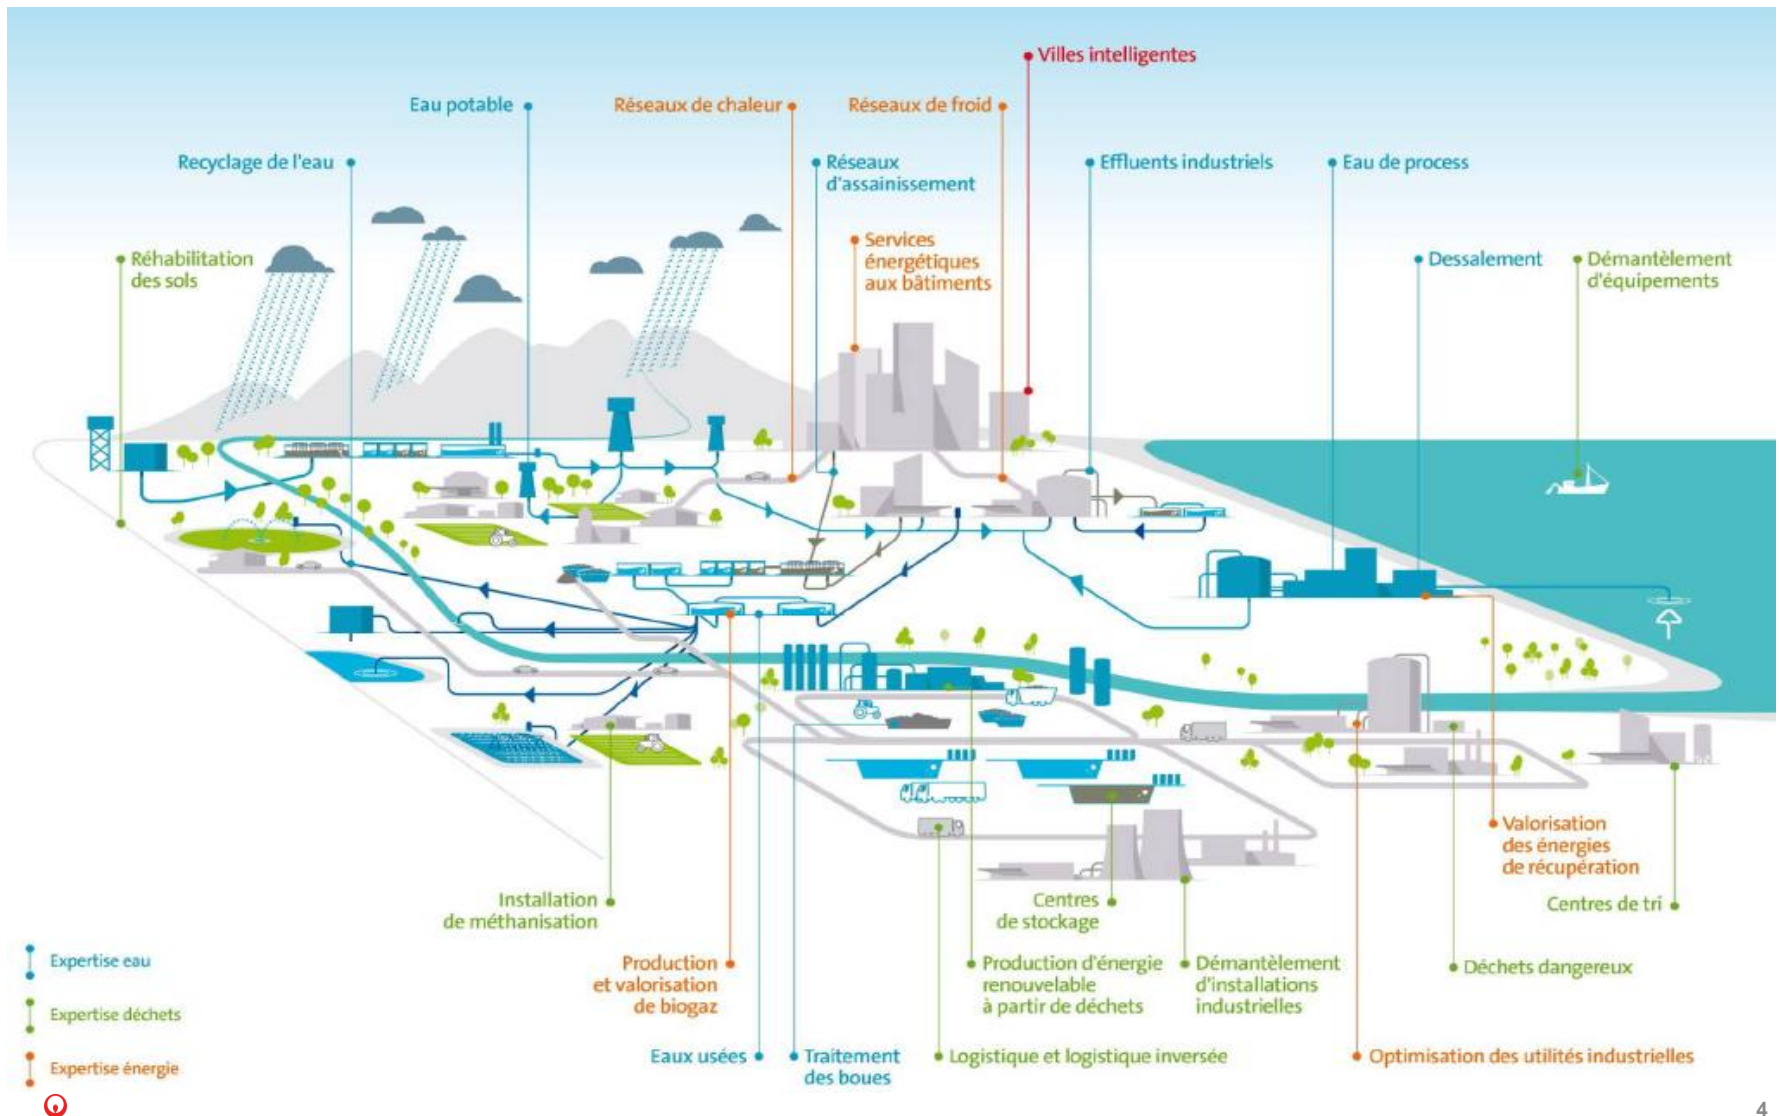 Villes intelligentes
Eau potable
Réseaux de chaleur
Réseaux de froid
Recyclage de l'eau
Réseaux
d'assainissement
Effluents industriels
Eau de process
Réhabilitation
des sols
Services
énergétiques
aux bâtiments
Dessalement
Démantèlement
d'équipements
Valorisation
des énergies
de récupération
Installation
de méthanisation
Centres
de stockage
Centres de tri
Expertise eau
Expertise déchets
Expertise énergie
Production
et valorisation
de biogaz
Production d'énergie
renouvelable
à partir de déchets
Démantèlement
d'installations
industrielles
Déchets dangereux
Eaux usées
Traitement
des boues
Logistique et logistique inversée
Optimisation des utilités industrielles
4